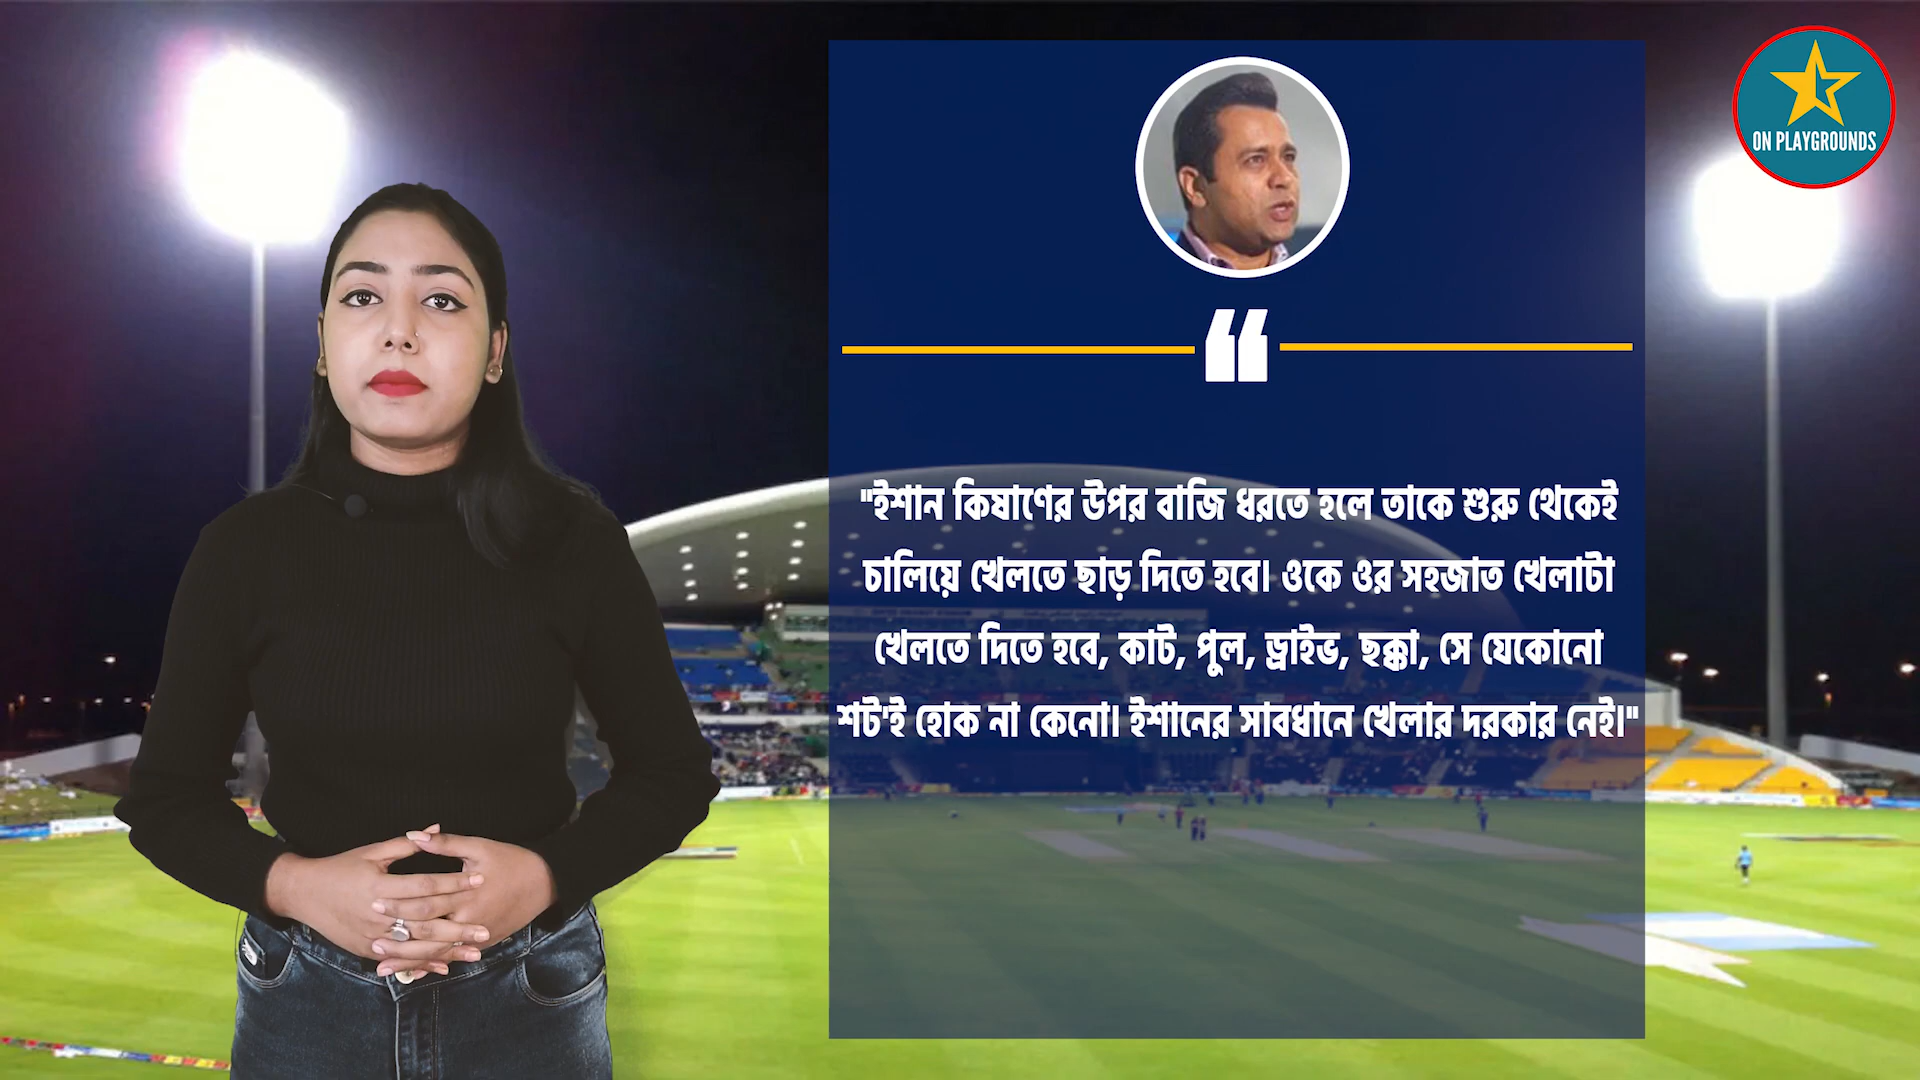 ON PLAYGROUNDS
"ইশান কিষাণের উপর বাজি ধরতে হলে তাকে শুরু থেকেই
চালিয়ে খেলতে ছাড় দিতে হবে। ওকে ওর সহজাত খেলাটা
খেলতে দিতে হবে, কাট, পুল, ড্রাইভ, ছক্কা, সে যেকোনো
শট'ই হোক না কেনো। ইশানের সাবধানে খেলার দরকার নেই।"